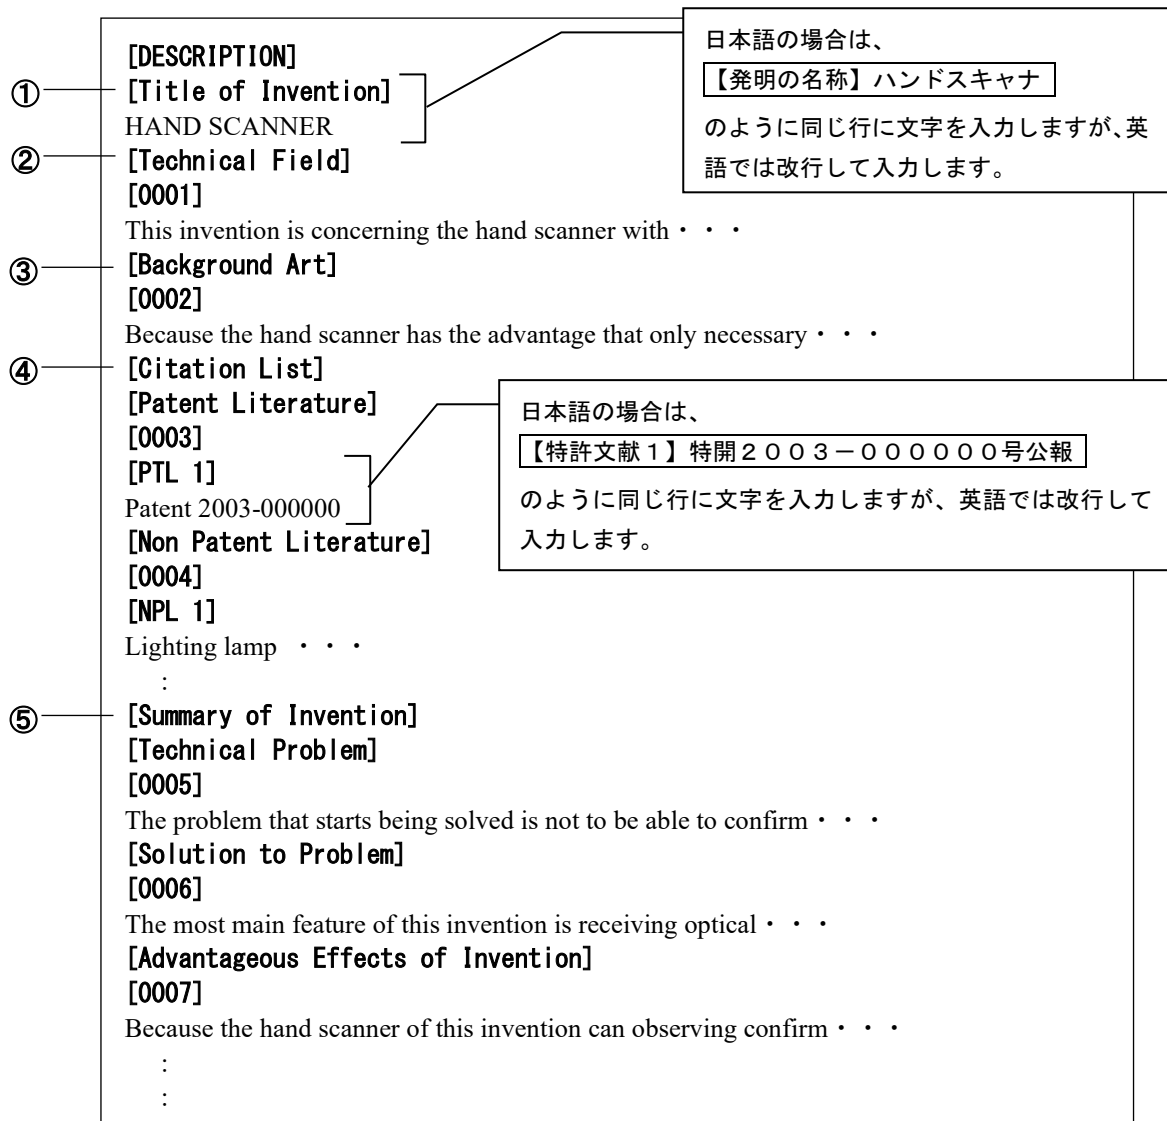 [DESCRIPTION]
① [Title of Invention]
HAND SCANNER
② [Technical Field]
[0001]
This invention is concerning the hand scanner with・・・
③ [Background Art]
[0002]
Because the hand scanner has the advantage that only necessary・・・
④ [Citation List]
[Patent Literature]
[0003]
[PTL 1]
Patent 2003-000000
[Non Patent Literature]
[0004]
[NPL 1]
Lighting lamp ・・・
:
⑤ [Summary of Invention]
[Technical Problem]
[0005]
The problem that starts being solved is not to be able to confirm・・・
[Solution to Problem]
[0006]
The most main feature of this invention is receiving optical・・・
[Advantageous Effects of Invention]
[0007]
Because the hand scanner of this invention can observing confirm・・・
:
:
日本語の場合は、
【発明の名称】ハンドスキャナ
のように同じ行に文字を入力しますが、英
語では改行して入力します。
日本語の場合は、
【特許文献１】特開２００３－００００００号公報
のように同じ行に文字を入力しますが、英語では改行して
入力します。